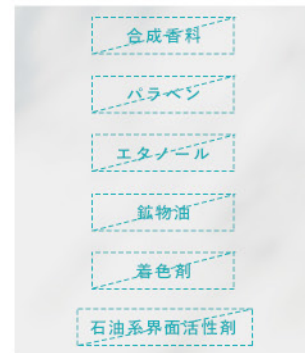 合成香料
パラベン
エタノール
鉱物油
着色剤
石油系界面活性剤